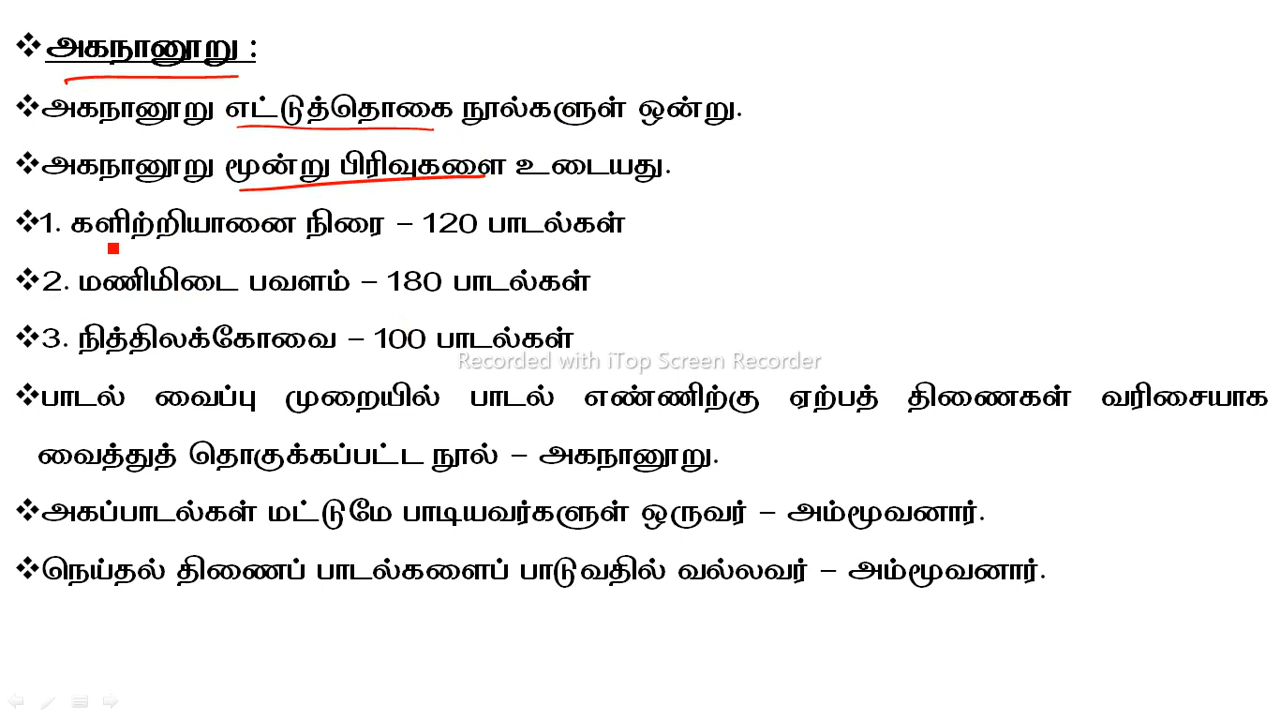 ❖அகநானூறு :
❖அகநானூறு எட்டுத்தொகை நூல்களுள் ஒன்று.
❖அகநானூறு மூன்று பிரிவுகளை உடையது.
❖1. களிற்றியானை நிரை – 120 பாடல்கள்
❖2. மணிமிடை பவளம் – 180 பாடல்கள்
❖3. நித்திலக்கோவை – 100 பாடல்கள்
Recorded with iTop Screen Recorder
❖பாடல் வைப்பு முறையில் பாடல் எண்ணிற்கு ஏற்பத் திணைகள் வரிசையாக
வைத்துத் தொகுக்கப்பட்ட நூல் – அகநானூறு.
❖அகப்பாடல்கள் மட்டுமே பாடியவர்களுள் ஒருவர் – அம்மூவனார்.
❖நெய்தல் திணைப் பாடல்களைப் பாடுவதில் வல்லவர் – அம்மூவனார்.